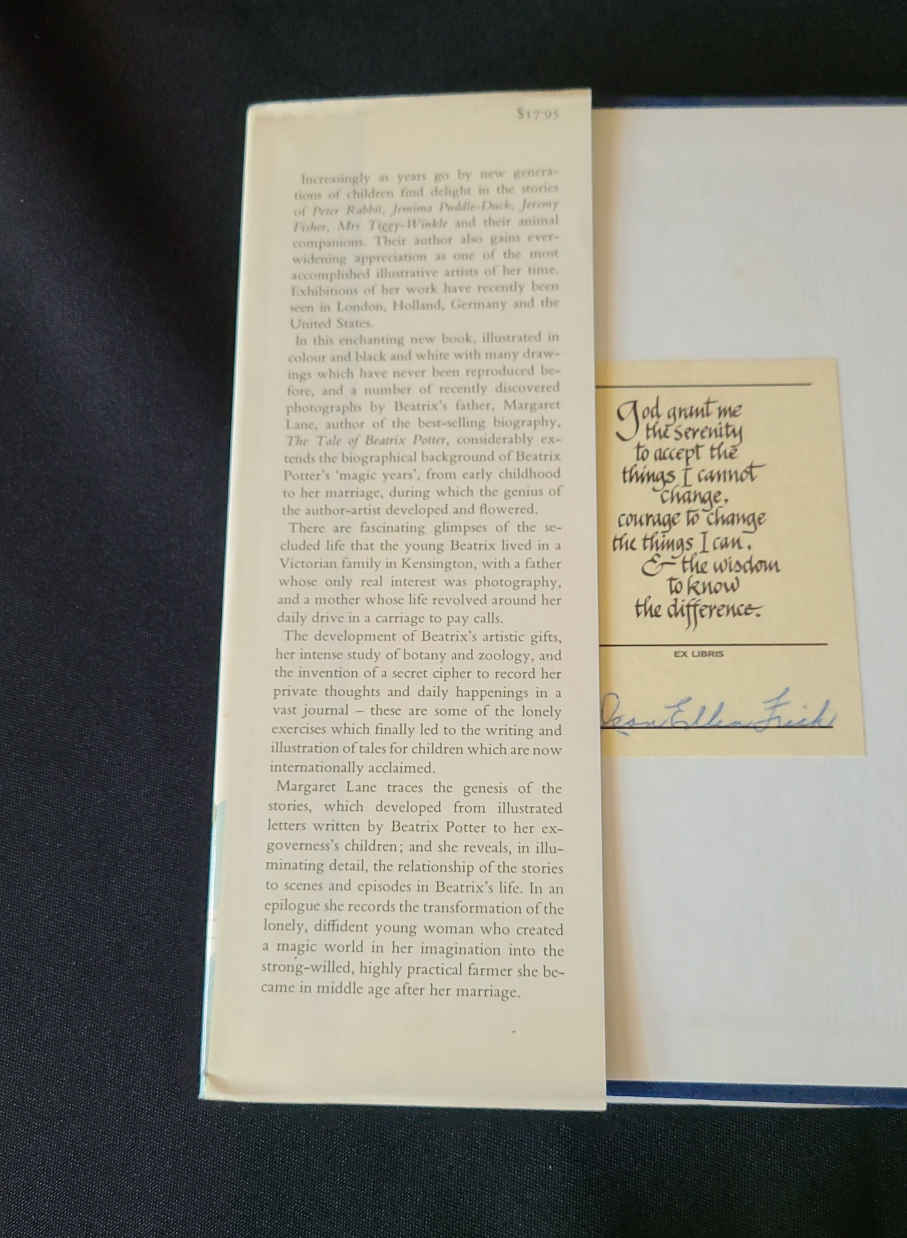 $17.95
Increasingly as years go by new genera-
tions of children find delight in the stories
of Peter Rabbit, Jemima Puddle-Duck, Jeremy
Fisher, Mrs Tiggy-Winkle and their animal
companions. Their author also gains ever-
widening appreciation as one of the most
accomplished illustrative artists of her time.
Exhibitions of her work have recently been
seen in London, Holland, Germany and the
United States.
In this enchanting new book, illustrated in
colour and black and white with many draw-
ings which have never been reproduced be-
fore, and a number of recently discovered
photographs by Beatrix's father, Margaret
Lane, author of the best-selling biography,
The Tale of Beatrix Potter, considerably ex-
tends the biographical background of Beatrix
Potter's 'magic years', from early childhood
to her marriage, during which the genius of
the author-artist developed and flowered.
There are fascinating glimpses of the se-
cluded life that the young Beatrix lived in a
Victorian family in Kensington, with a father
whose only real interest was photography,
and a mother whose life revolved around her
daily drive in a carriage to pay calls.
The development of Beatrix's artistic gifts,
her intense study of botany and zoology, and
the invention of a secret cipher to record her
private thoughts and daily happenings in a
vast journal – these are some of the lonely
exercises which finally led to the writing and
illustration of tales for children which are now
internationally acclaimed.
Margaret Lane traces the genesis of the
stories, which developed from illustrated
letters written by Beatrix Potter to her ex-
governess's children; and she reveals, in illu-
minating detail, the relationship of the stories
to scenes and episodes in Beatrix's life. In an
epilogue she records the transformation of the
lonely, diffident young woman who created
a magic world in her imagination into the
strong-willed, highly practical farmer she be-
came in middle age after her marriage.
God grant me
the serenity
to accept the
things I cannot
change,
courage to change
the things I can,
& the wisdom
to know
the difference.
EX LIBRIS
Ellen Frick